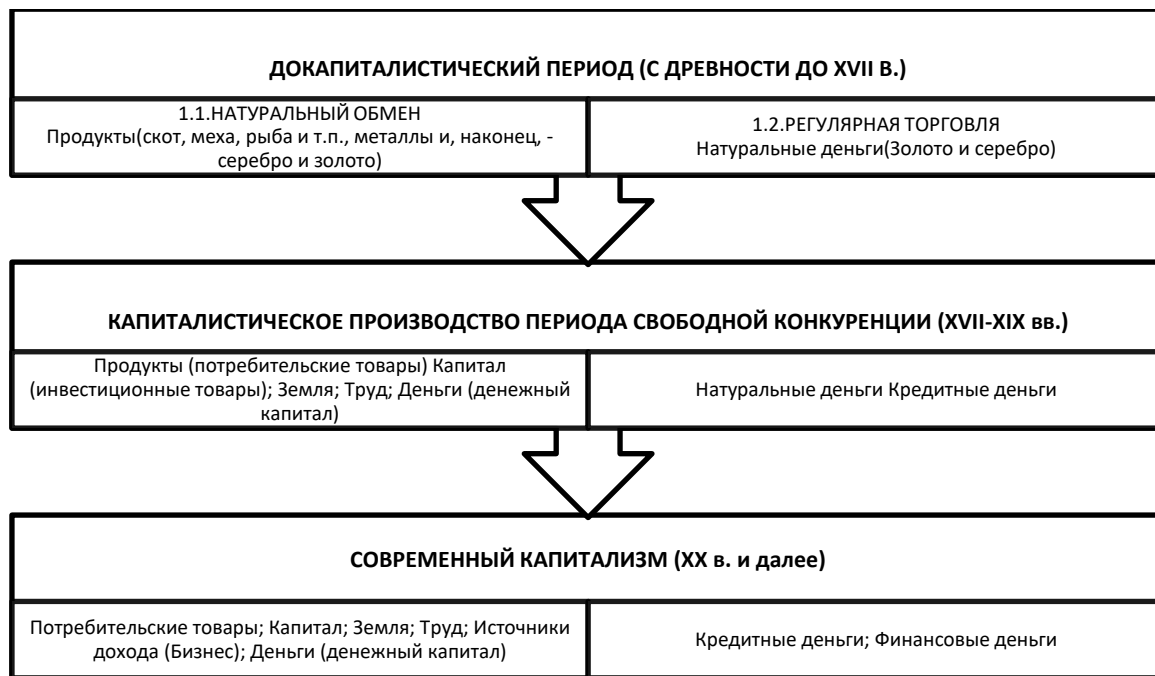 ДОКАПИТАЛИСТИЧЕСКИЙ ПЕРИОД (С ДРЕВНОСТИ ДО XVII В.)
1.1.НАТУРАЛЬНЫЙ ОБМЕН
Продукты(скот, меха, рыба и т.п., металлы и, наконец, -
серебро и золото)
1.2.РЕГУЛЯРНАЯ ТОРГОВЛЯ
Натуральные деньги(Золото и серебро)
КАПИТАЛИСТИЧЕСКОЕ ПРОИЗВОДСТВО ПЕРИОДА СВОБОДНОЙ КОНКУРЕНЦИИ (XVII-XIX вв.)
Продукты (потребительские товары) Капитал
(инвестиционные товары); Земля; Труд; Деньги (денежный
капитал)
Натуральные деньги Кредитные деньги
СОВРЕМЕННЫЙ КАПИТАЛИЗМ (XX в. и далее)
Потребительские товары; Капитал; Земля; Труд; Источники
дохода (Бизнес); Деньги (денежный капитал)
Кредитные деньги; Финансовые деньги